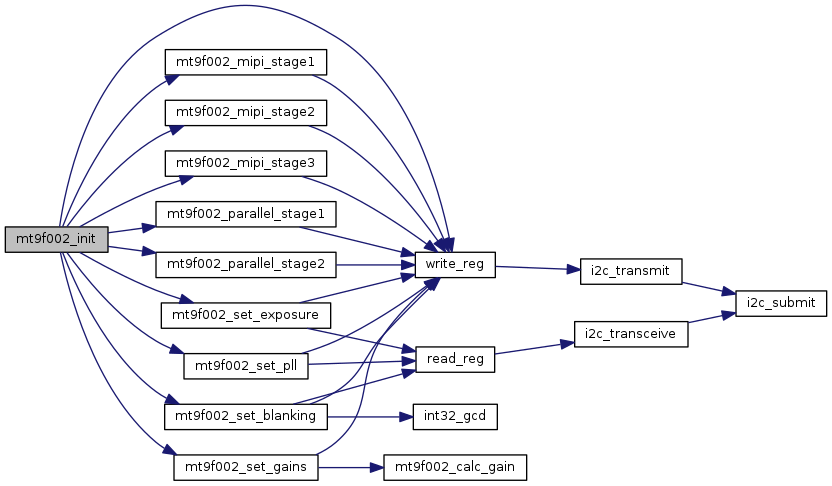 mt9f002_init
mt9f002_mipi_stage1
mt9f002_mipi_stage2
mt9f002_mipi_stage3
mt9f002_parallel_stage1
mt9f002_parallel_stage2
mt9f002_set_exposure
mt9f002_set_pll
mt9f002_set_blanking
mt9f002_set_gains
write_reg
read_reg
int32_gcd
mt9f002_calc_gain
i2c_transmit
i2c_transceive
i2c_submit